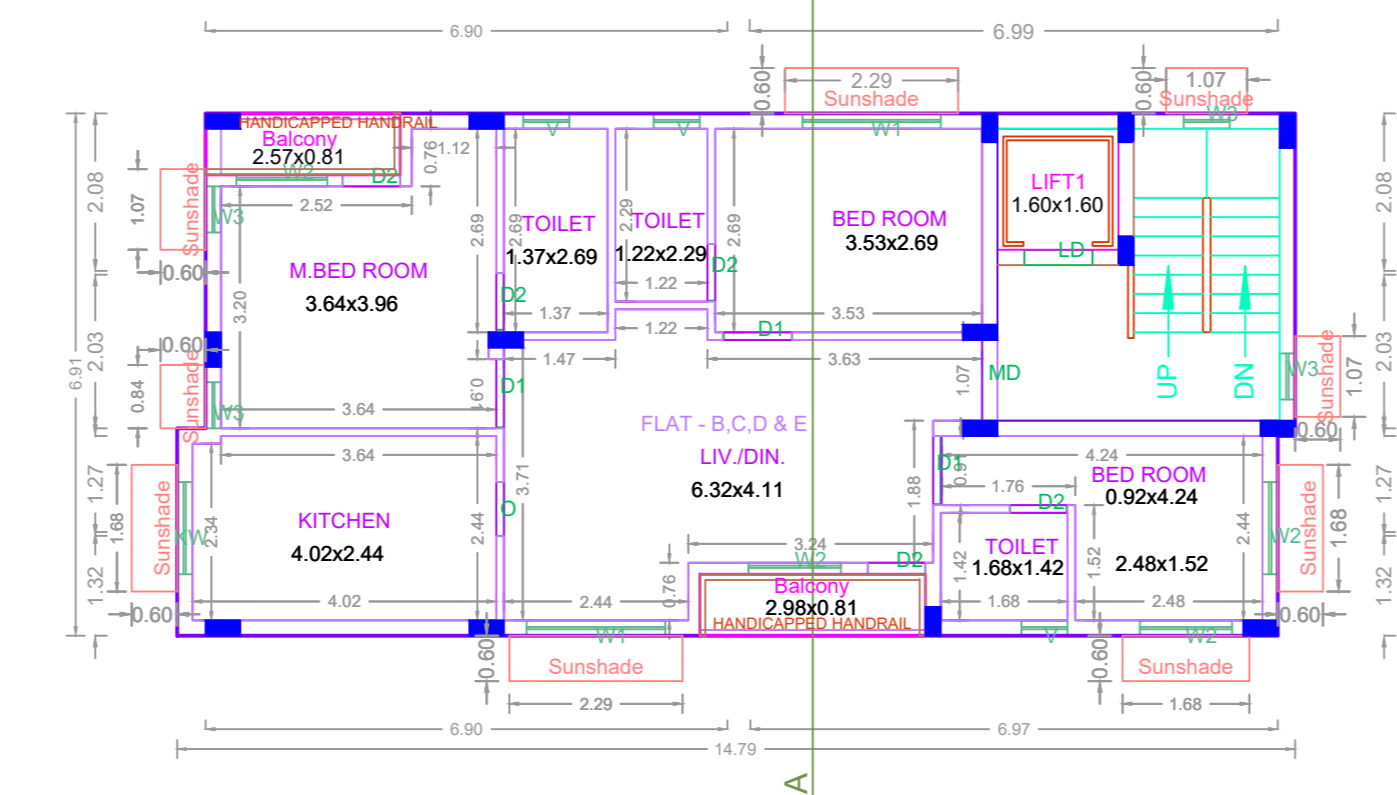 6.90
6.99
0.60
2.29
Sunshade
0.60
1.07
Sunshade
HANDICAPPED HANDRAIL
Balcony
2.57x0.81
W2
D2
0.76
1.12
V
V
W1
W3
2.08
1.07
Sunshade
W3
0.60
2.52
2.69
2.69
TOILET
1.37x2.69
D2
1.37
2.29
TOILET
1.22x2.29
1.22
1.22
D2
2.69
BED ROOM
3.53x2.69
3.53
D1
3.63
LIFT1
1.60x1.60
LD
2.08
M.BED ROOM
3.64x3.96
3.20
6.91
2.03
0.60
0.84
Sunshade
W3
3.64
0.91
D1
1.47
1.07
MD
UP
DN
W3
Sunshade
1.07
2.03
0.60
FLAT - B,C,D & E
LIV./DIN.
6.32x4.11
3.71
1.88
3.64
KITCHEN
4.02x2.44
2.34
2.44
O
4.02
1.27
1.68
Sunshade
KW
1.32
0.60
D1
0.9
4.24
BED ROOM
0.92x4.24
1.76
D2
TOILET
1.68x1.42
1.42
1.52
1.68
2.48x1.52
2.48
2.44
W2
Sunshade
1.68
1.27
1.32
0.60
3.24
W2
D2
0.76
2.44
Balcony
2.98x0.81
HANDICAPPED HANDRAIL
W1
V
W2
0.60
Sunshade
2.29
0.60
Sunshade
1.68
6.90
6.97
14.79
A